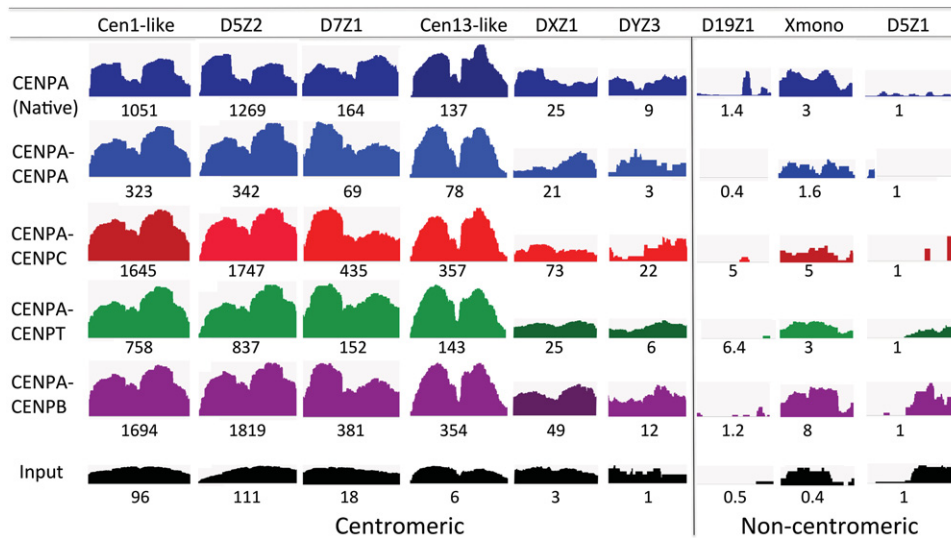 Cen1-like D5Z2 D7Z1 Cen13-like DXZ1 DYZ3 D19Z1 Xmono D5Z1
CENPA
(Native)
1051 1269 164 137 25 9 1.4 3 1
CENPA-
CENPA
323 342 69 78 21 3 0.4 1.6 1
CENPA-
CENPC
1645 1747 435 357 73 22 5 5 1
CENPA-
CENPT
758 837 152 143 25 6 6.4 3 1
CENPA-
CENPB
1694 1819 381 354 49 12 1.2 8 1
Input
96 111 18 6 3 1 0.5 0.4 1
Centromeric Non-centromeric